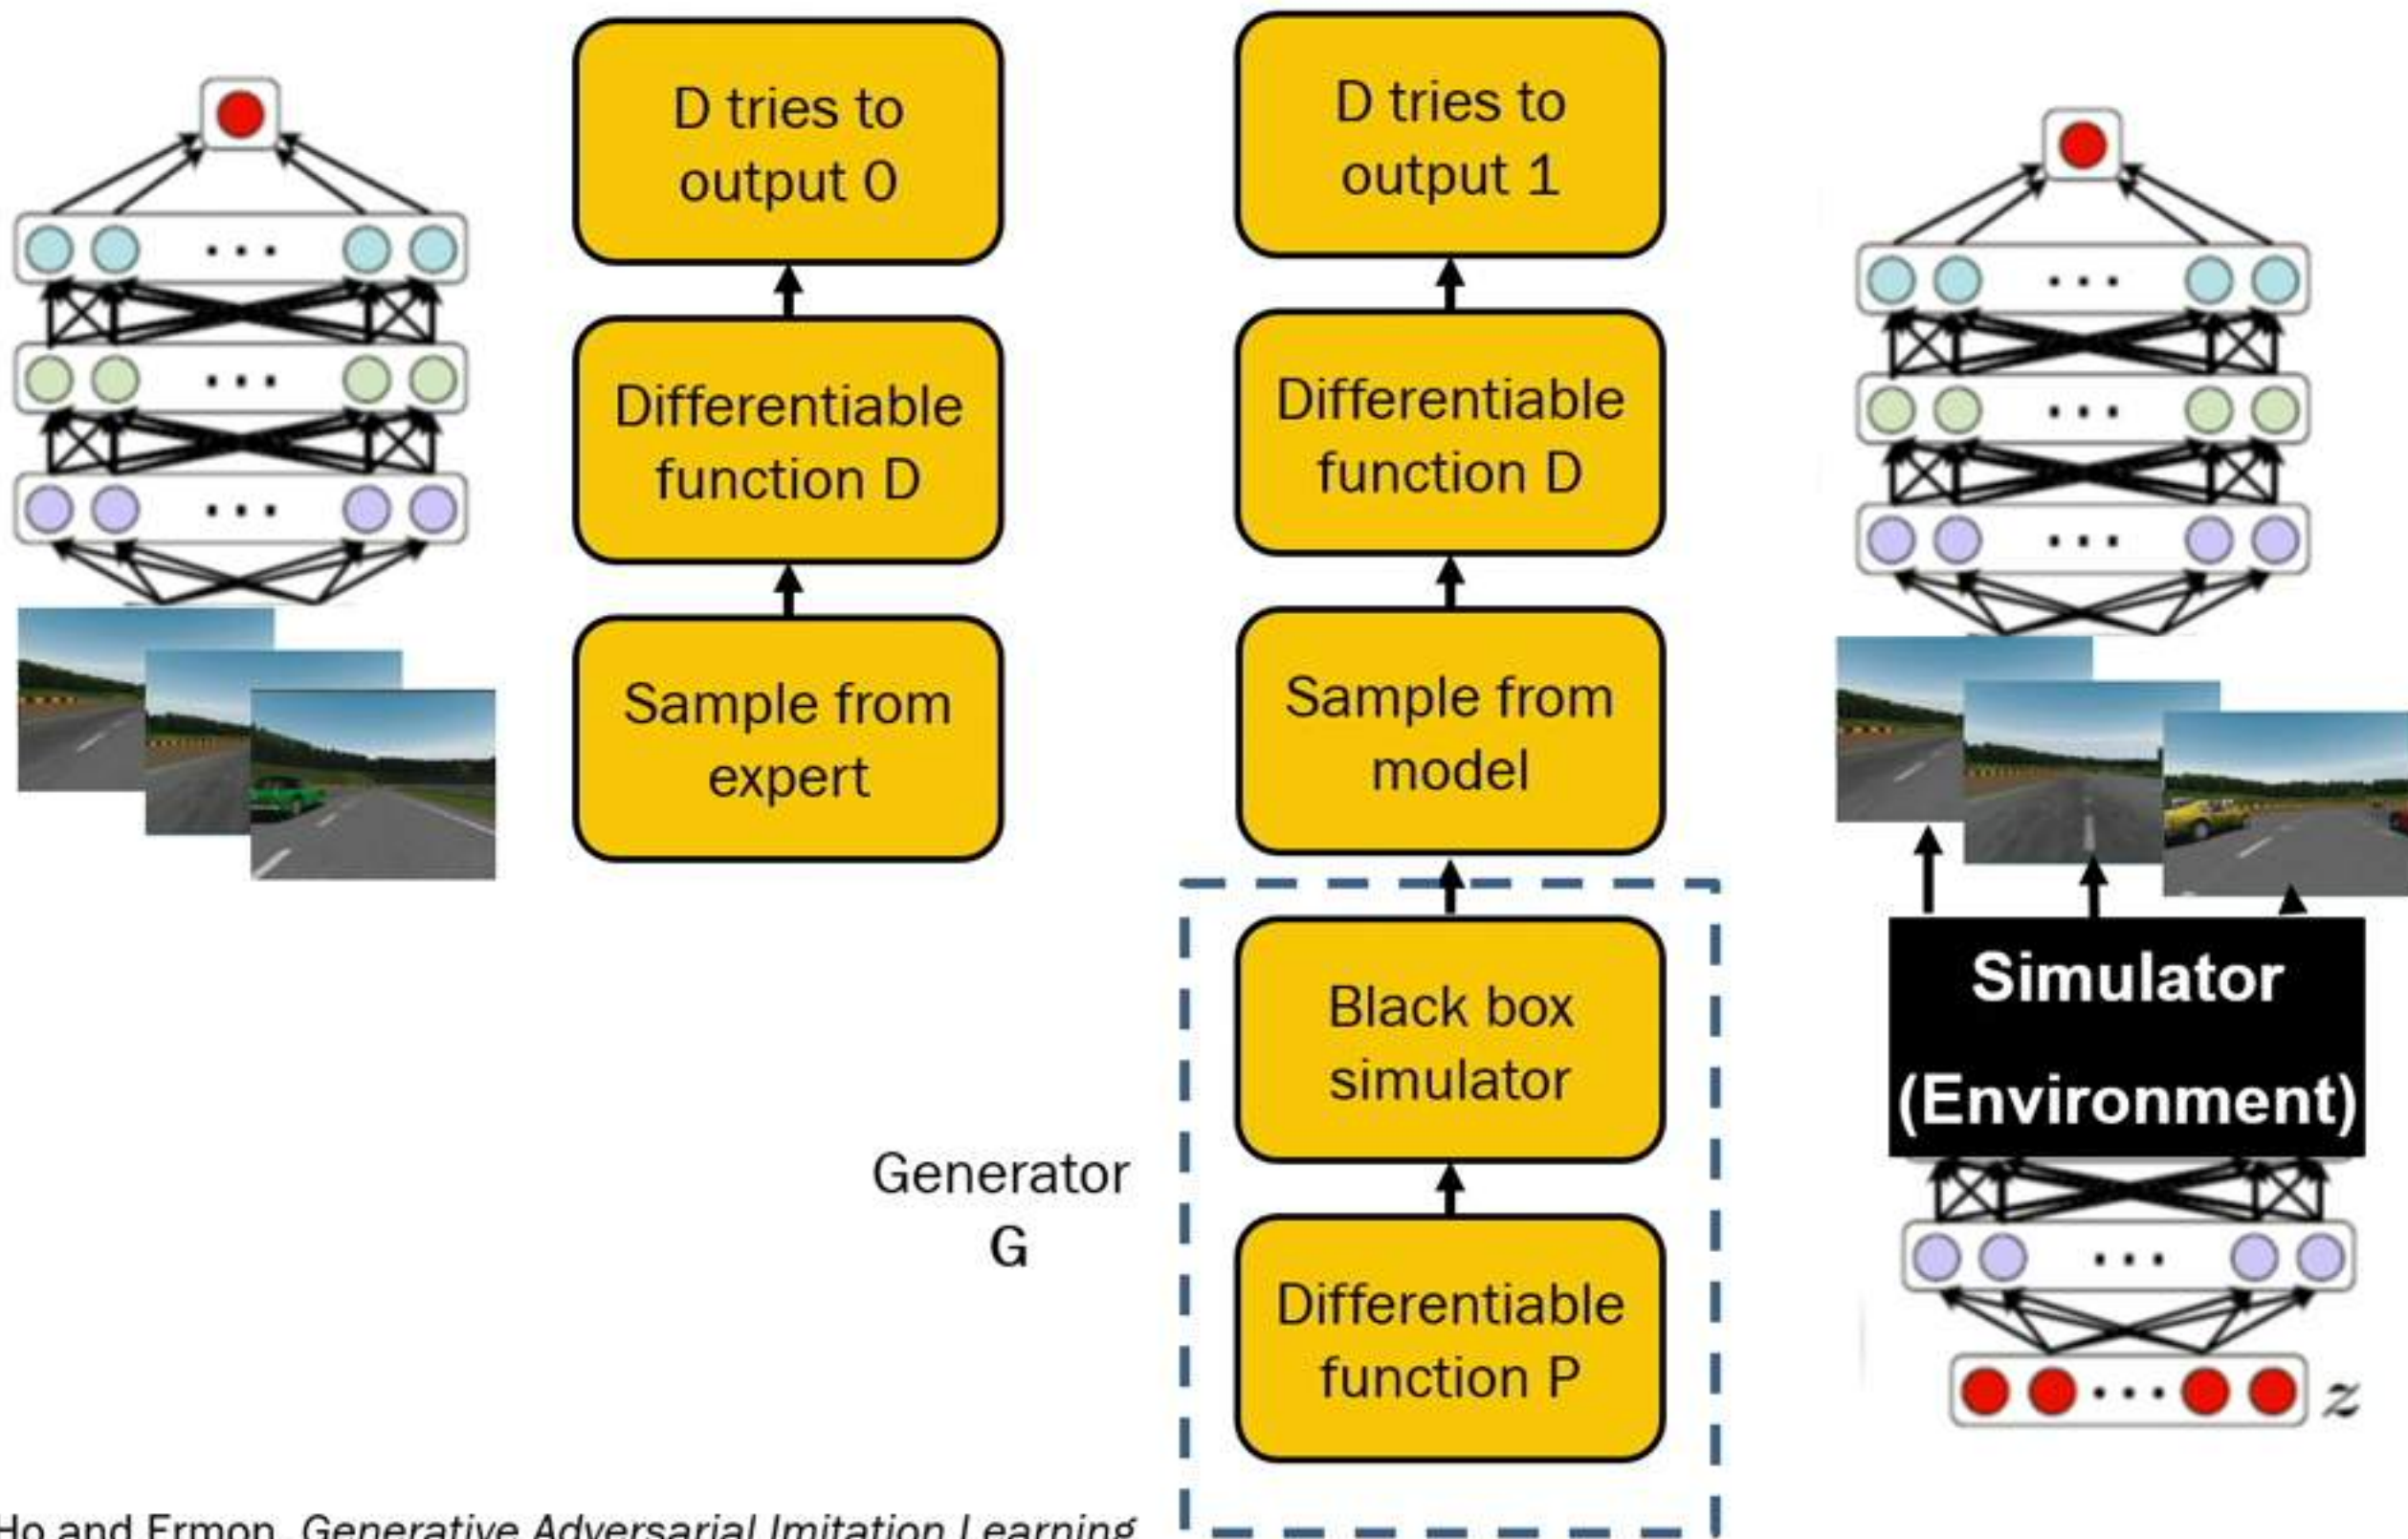 D tries to
output 0
Differentiable
function D
Sample from
expert
D tries to
output 1
Differentiable
function D
Sample from
model
Black box
simulator
Generator
G
Differentiable
function P
Simulator
(Environment)
z
Ho and Ermon, Generative Adversarial Imitation Learning